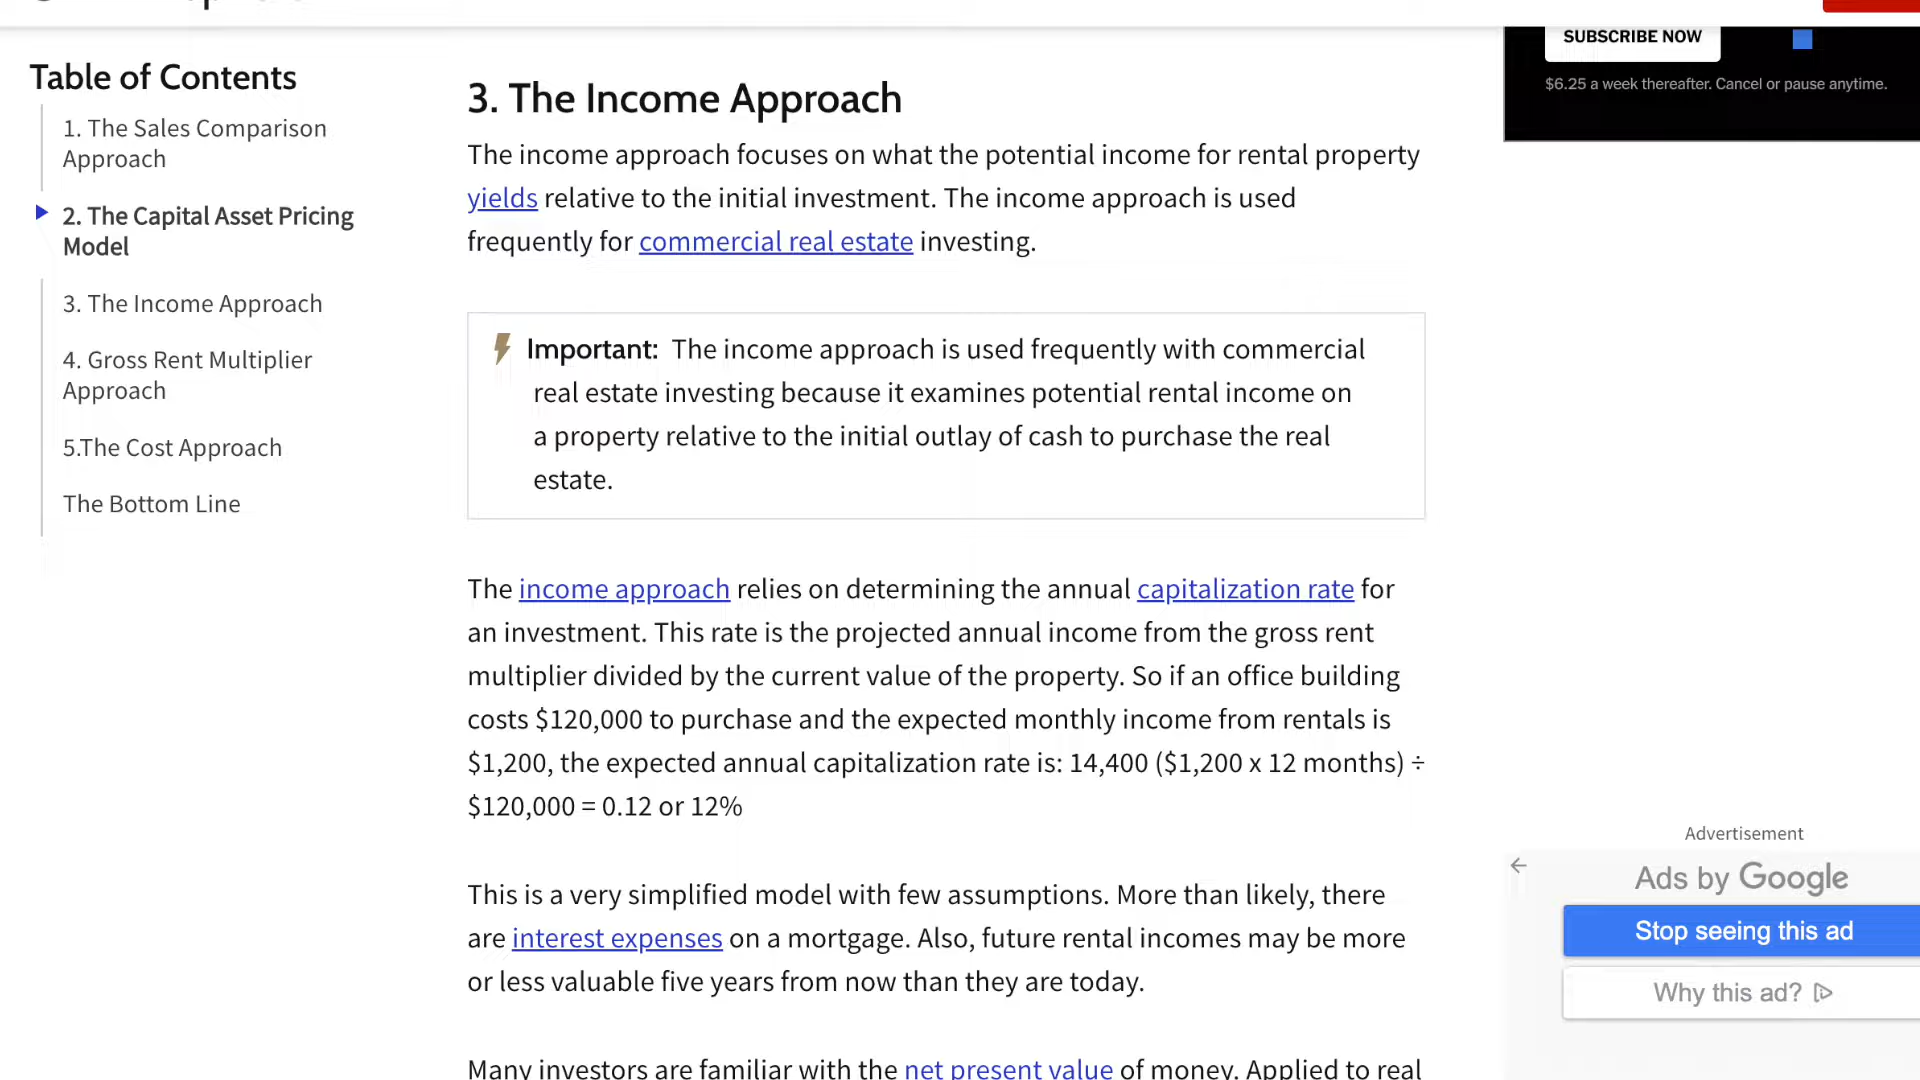 SUBSCRIBE NOW
$6.25 a week thereafter. Cancel or pause anytime.
Table of Contents
1. The Sales Comparison
Approach
2. The Capital Asset Pricing
Model
3. The Income Approach
4. Gross Rent Multiplier
Approach
5.The Cost Approach
The Bottom Line
3. The Income Approach
The income approach focuses on what the potential income for rental property
yields relative to the initial investment. The income approach is used
frequently for commercial real estate investing.
Important: The income approach is used frequently with commercial
real estate investing because it examines potential rental income on
a property relative to the initial outlay of cash to purchase the real
estate.
The income approach relies on determining the annual capitalization rate for
an investment. This rate is the projected annual income from the gross rent
multiplier divided by the current value of the property. So if an office building
costs $120,000 to purchase and the expected monthly income from rentals is
$1,200, the expected annual capitalization rate is: 14,400 ($1,200 x 12 months) ÷
$120,000 = 0.12 or 12%
This is a very simplified model with few assumptions. More than likely, there
are interest expenses on a mortgage. Also, future rental incomes may be more
or less valuable five years from now than they are today.
Many investors are familiar with the net present value of money. Applied to real
Advertisement
Ads by Google
Stop seeing this ad
Why this ad?